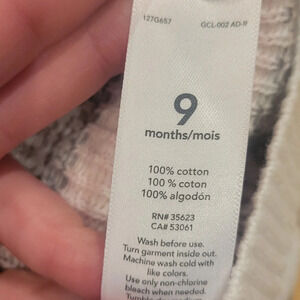 127G657 GCL-002 AD-R
9
months/mois
100% cotton
100 % coton
100% algodón
RN# 35623
CA# 53061
Wash before use.
Turn garment inside out.
Machine wash cold with
like colors.
Use only non-chlorine
bleach when needed.